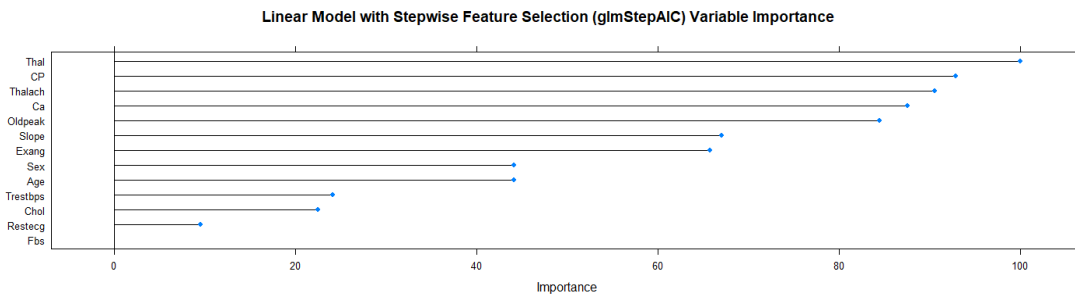 Linear Model with Stepwise Feature Selection (glmStepAIC) Variable Importance
Thal
CP
Thalach
Ca
Oldpeak
Slope
Exang
Sex
Age
Trestbps
Chol
Restecg
Fbs
0 20 40 60 80 100
Importance